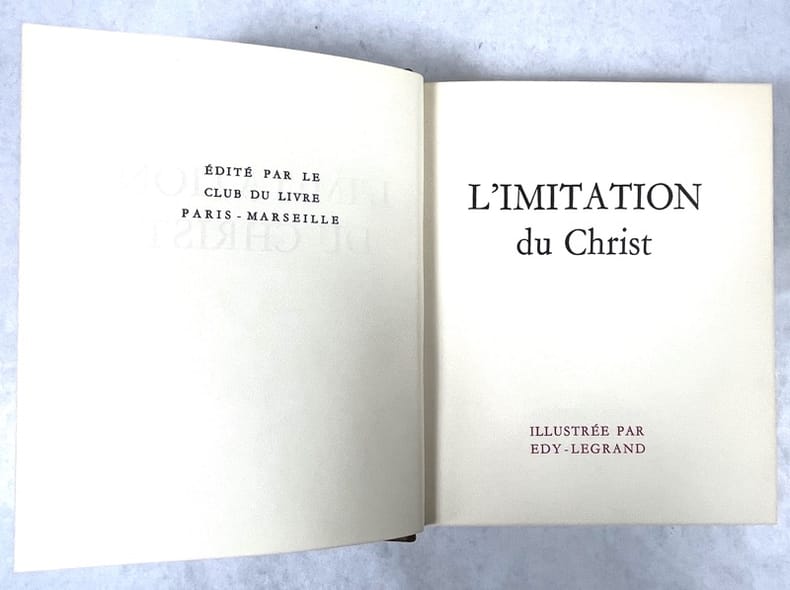 ÉDITÉ PAR LE
CLUB DU LIVRE
PARIS - MARSEILLE
L'IMITATION
du Christ
ILLUSTRÉE PAR
EDY-LEGRAND